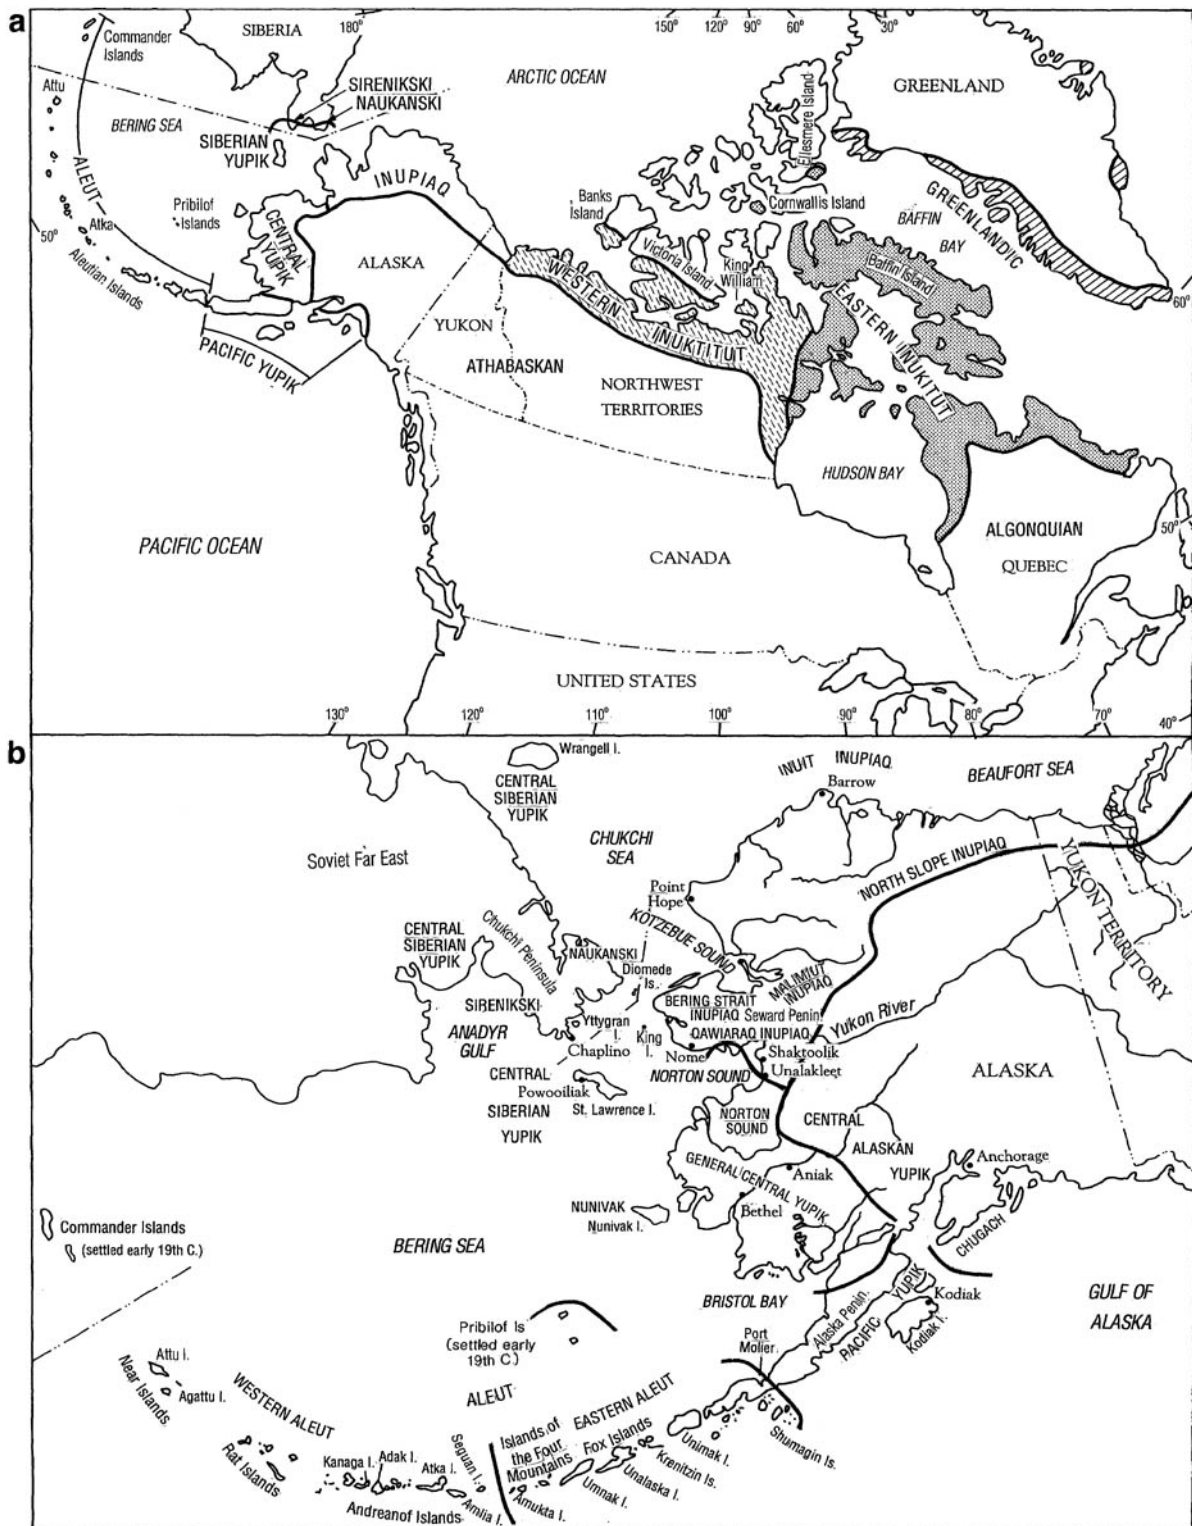 a
Commander
Islands
SIBERIA
180°
150°
120°
90°
60°
30°
ARCTIC OCEAN
GREENLAND
SIRENIKSKI
NAUKANSKI
Attu
BERING SEA
SIBERIAN
YUPIK
Ellesmere Island
ALEUT
INUPIAQ
Banks
Island
Cornwallis Island
GREENLANDIC
BAFFIN
BAY
Pribilof
Islands
Atka
50°
CENTRAL
YUPIK
Aleutian Islands
ALASKA
WESTERN INUKTITUT
Victoria Island
King
William
Baffin Island
EASTERN INUKITUT
60°
PACIFIC YUPIK
YUKON
ATHABASKAN
NORTHWEST
TERRITORIES
HUDSON BAY
ALGONQUIAN
QUEBEC
50°
PACIFIC OCEAN
CANADA
UNITED STATES
130°
120°
110°
100°
90°
80°
70°
40°
b
Wrangell I.
CENTRAL
SIBERIAN
YUPIK
INUIT INUPIAQ
Barrow
BEAUFORT SEA
CHUKCHI
SEA
Soviet Far East
NORTH SLOPE INUPIAQ
YUKON TERRITORY
Point
Hope
KOTZEBUE SOUND
CENTRAL
SIBERIAN
YUPIK
Chukchi Peninsula
NAUKANSKI
Diomede
Is.
MALIMIUT
INUPIAQ
SIRENIKSKI
BERING STRAIT
INUPIAQ Seward Penin.
QAWIARAQ INUPIAQ
Yukon River
ANADYR
GULF
Yttygran
I.
Chaplino
King
I.
Nome
Shaktoolik
Unalakleet
ALASKA
CENTRAL
Powooiliak
SIBERIAN
YUPIK
St. Lawrence I.
NORTON SOUND
NORTON
SOUND
CENTRAL
ALASKAN
YUPIK
Anchorage
GENERAL CENTRAL YUPIK
Aniak
Bethel
NUNIVAK
Nunivak I.
CHUGACH
Commander Islands
(settled early 19th C.)
BERING SEA
BRISTOL BAY
Alaska Penin.
PACIFIC YUPIK
Kodiak
Kodiak I.
GULF OF
ALASKA
Pribilof Is
(settled early
19th C.)
Port
Molier.
Attu I.
Agattu I.
Near Islands
WESTERN ALEUT
ALEUT
EASTERN ALEUT
Rat Islands
Kanaga I.
Adak I.
Atka I.
Seguan I.
Amlia I.
Andreanof Islands
Islands of
the Four
Mountains
Fox Islands
Amukta I.
Umnak I.
Unalaska I.
Krenitzin Is.
Unimak I.
Shumagin Is.